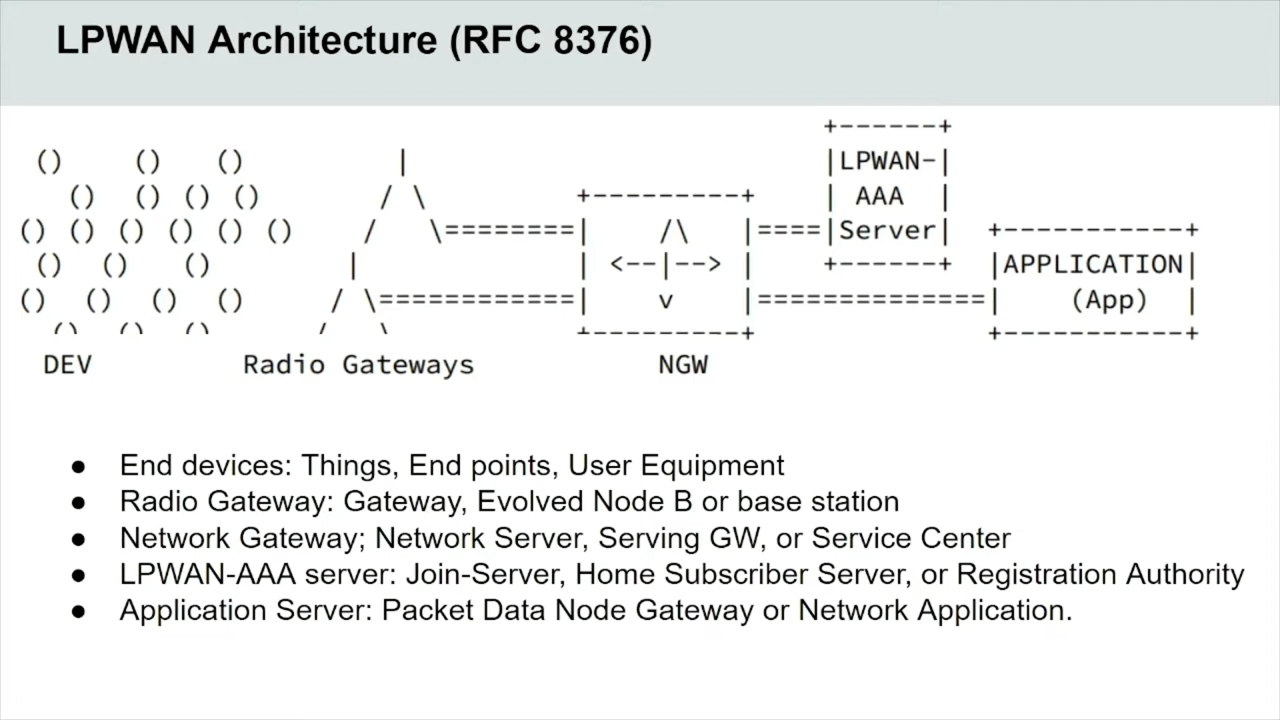 LPWAN Architecture (RFC 8376)
+------+
()    ()   ()         |                        |LPWAN-|
()  () () ()         / \        +---------+    | AAA  |
() () () () () ()   /   \========|    /\   |====|Server|  +-----------+
()  ()   ()        |            | <--|--> |    +------+  |APPLICATION|
()  ()  ()  ()    / \============|    v    |==============|   (App)   |
()  ()  ()       /   \          +---------+              +-----------+
DEV    Radio Gateways    NGW
● End devices: Things, End points, User Equipment
● Radio Gateway: Gateway, Evolved Node B or base station
● Network Gateway; Network Server, Serving GW, or Service Center
● LPWAN-AAA server: Join-Server, Home Subscriber Server, or Registration Authority
● Application Server: Packet Data Node Gateway or Network Application.